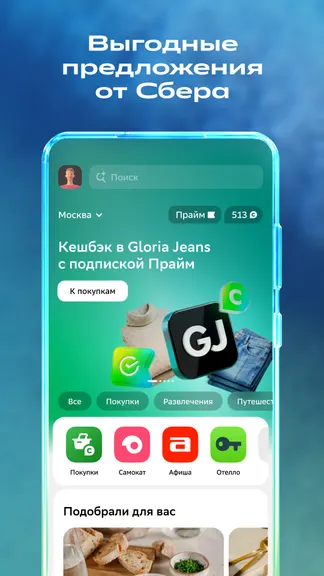 Выгодные
предложения
от Сбера
Поиск
Москва
Прайм
513
Кешбэк в Gloria Jeans
с подпиской Прайм
К покупкам
C
GJ
Все
Покупки
Развлечения
Путешест
Покупки
Самокат
Афиша
Отелло
Подобрали для вас